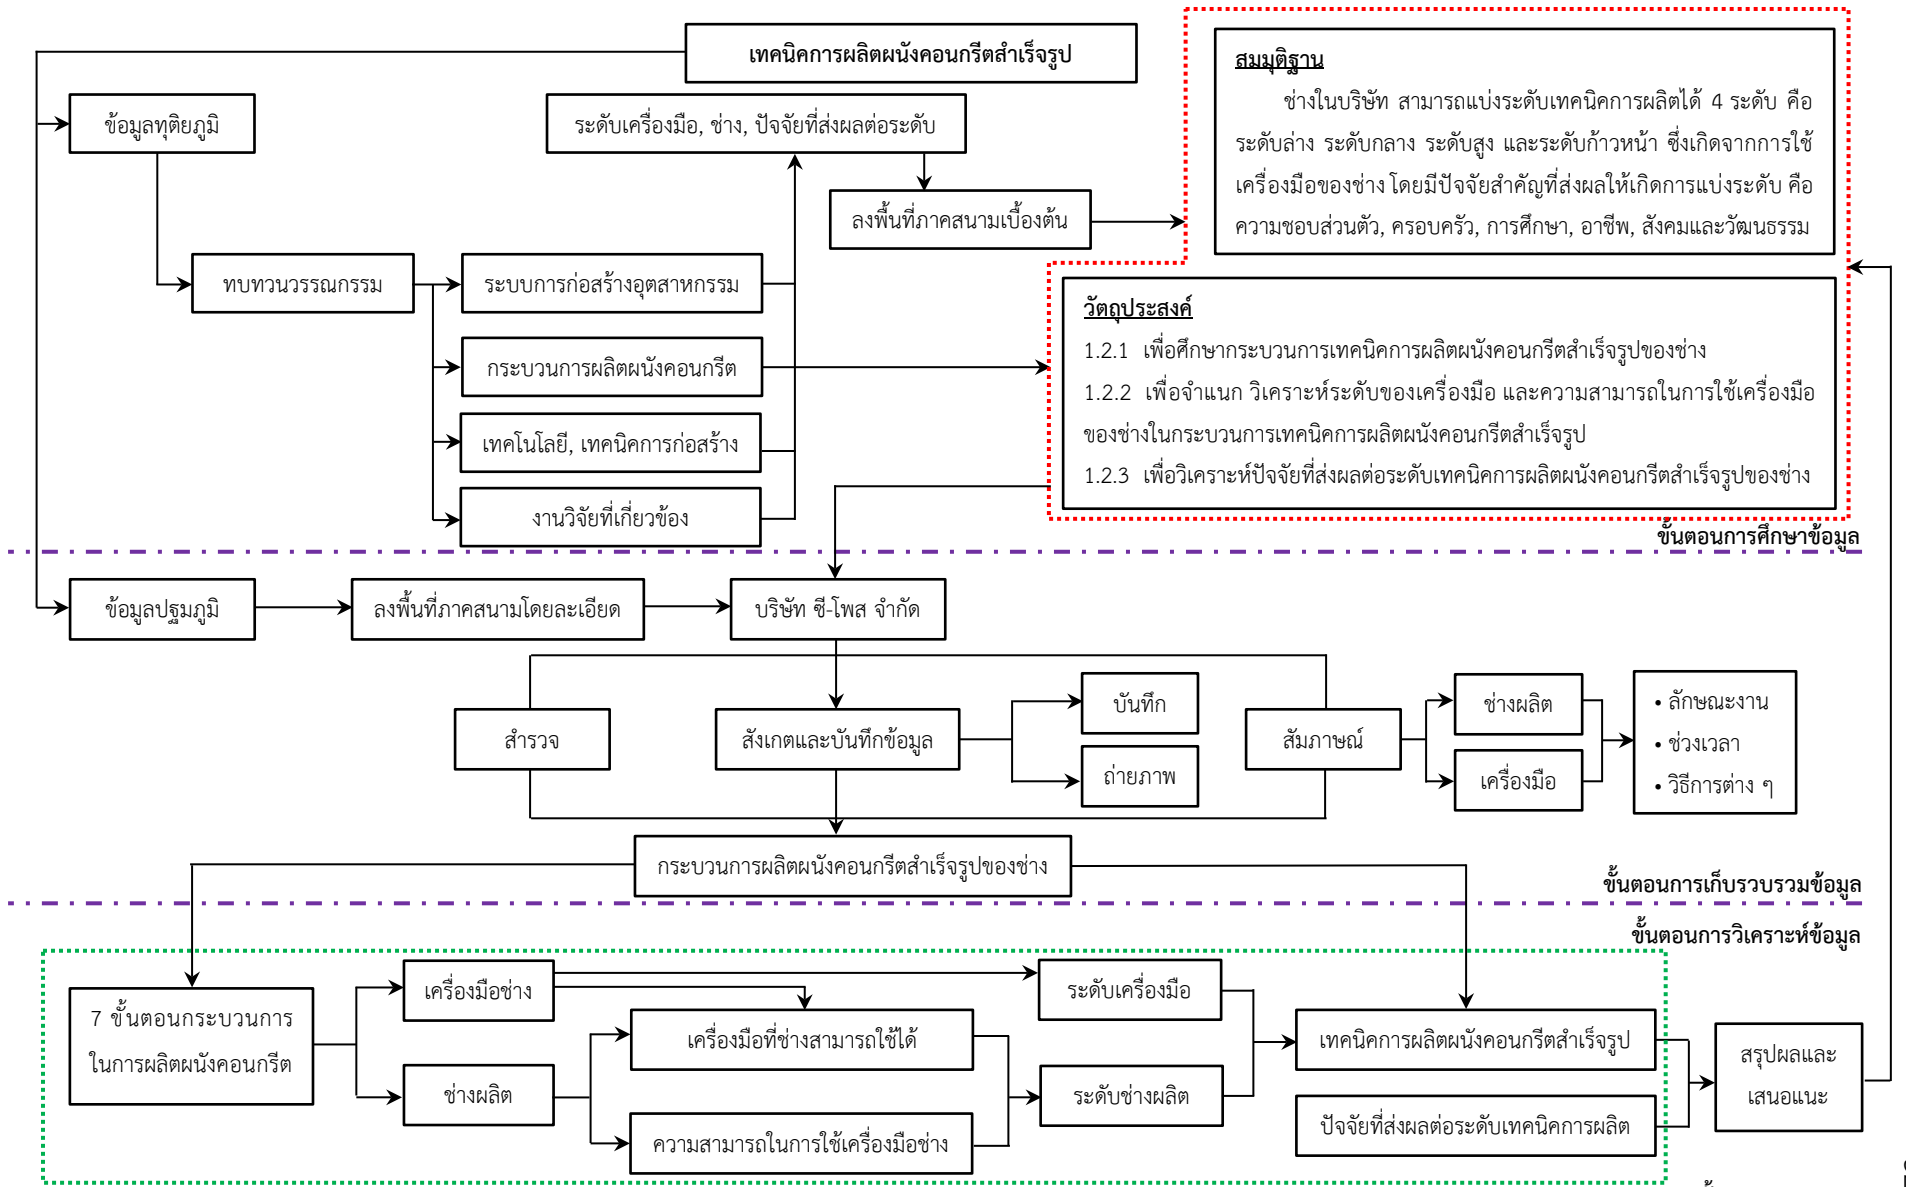 เทคนิคการผลิตผนังคอนกรีตสำเร็จรูป
สมมุติฐาน
ช่างในบริษัท สามารถแบ่งระดับเทคนิคการผลิตได้ 4 ระดับ คือ
ระดับล่าง ระดับกลาง ระดับสูง และระดับก้าวหน้า ซึ่งเกิดจากการใช้
เครื่องมือของช่าง โดยมีปัจจัยสำคัญที่ส่งผลให้เกิดการแบ่งระดับ คือ
ความชอบส่วนตัว, ครอบครัว, การศึกษา, อาชีพ, สังคมและวัฒนธรรม
ข้อมูลทุติยภูมิ
ระดับเครื่องมือ, ช่าง, ปัจจัยที่ส่งผลต่อระดับ
ลงพื้นที่ภาคสนามเบื้องต้น
ทบทวนวรรณกรรม
ระบบการก่อสร้างอุตสาหกรรม
กระบวนการผลิตผนังคอนกรีต
เทคโนโลยี, เทคนิคการก่อสร้าง
งานวิจัยที่เกี่ยวข้อง
วัตถุประสงค์
1.2.1 เพื่อศึกษากระบวนการเทคนิคการผลิตผนังคอนกรีตสำเร็จรูปของช่าง
1.2.2 เพื่อจำแนก วิเคราะห์ระดับของเครื่องมือ และความสามารถในการใช้เครื่องมือ
ของช่างในกระบวนการเทคนิคการผลิตผนังคอนกรีตสำเร็จรูป
1.2.3 เพื่อวิเคราะห์ปัจจัยที่ส่งผลต่อระดับเทคนิคการผลิตผนังคอนกรีตสำเร็จรูปของช่าง
ขั้นตอนการศึกษาข้อมูล
ข้อมูลปฐมภูมิ
ลงพื้นที่ภาคสนามโดยละเอียด
บริษัท ซี-โพส จำกัด
สำรวจ
สังเกตและบันทึกข้อมูล
บันทึก
ถ่ายภาพ
สัมภาษณ์
ช่างผลิต
เครื่องมือ
• ลักษณะงาน
• ช่วงเวลา
• วิธีการต่าง ๆ
กระบวนการผลิตผนังคอนกรีตสำเร็จรูปของช่าง
ขั้นตอนการเก็บรวบรวมข้อมูล
ขั้นตอนการวิเคราะห์ข้อมูล
7 ขั้นตอนกระบวนการ
ในการผลิตผนังคอนกรีต
เครื่องมือช่าง
ช่างผลิต
เครื่องมือที่ช่างสามารถใช้ได้
ความสามารถในการใช้เครื่องมือช่าง
ระดับเครื่องมือ
ระดับช่างผลิต
เทคนิคการผลิตผนังคอนกรีตสำเร็จรูป
ปัจจัยที่ส่งผลต่อระดับเทคนิคการผลิต
สรุปผลและ
เสนอแนะ